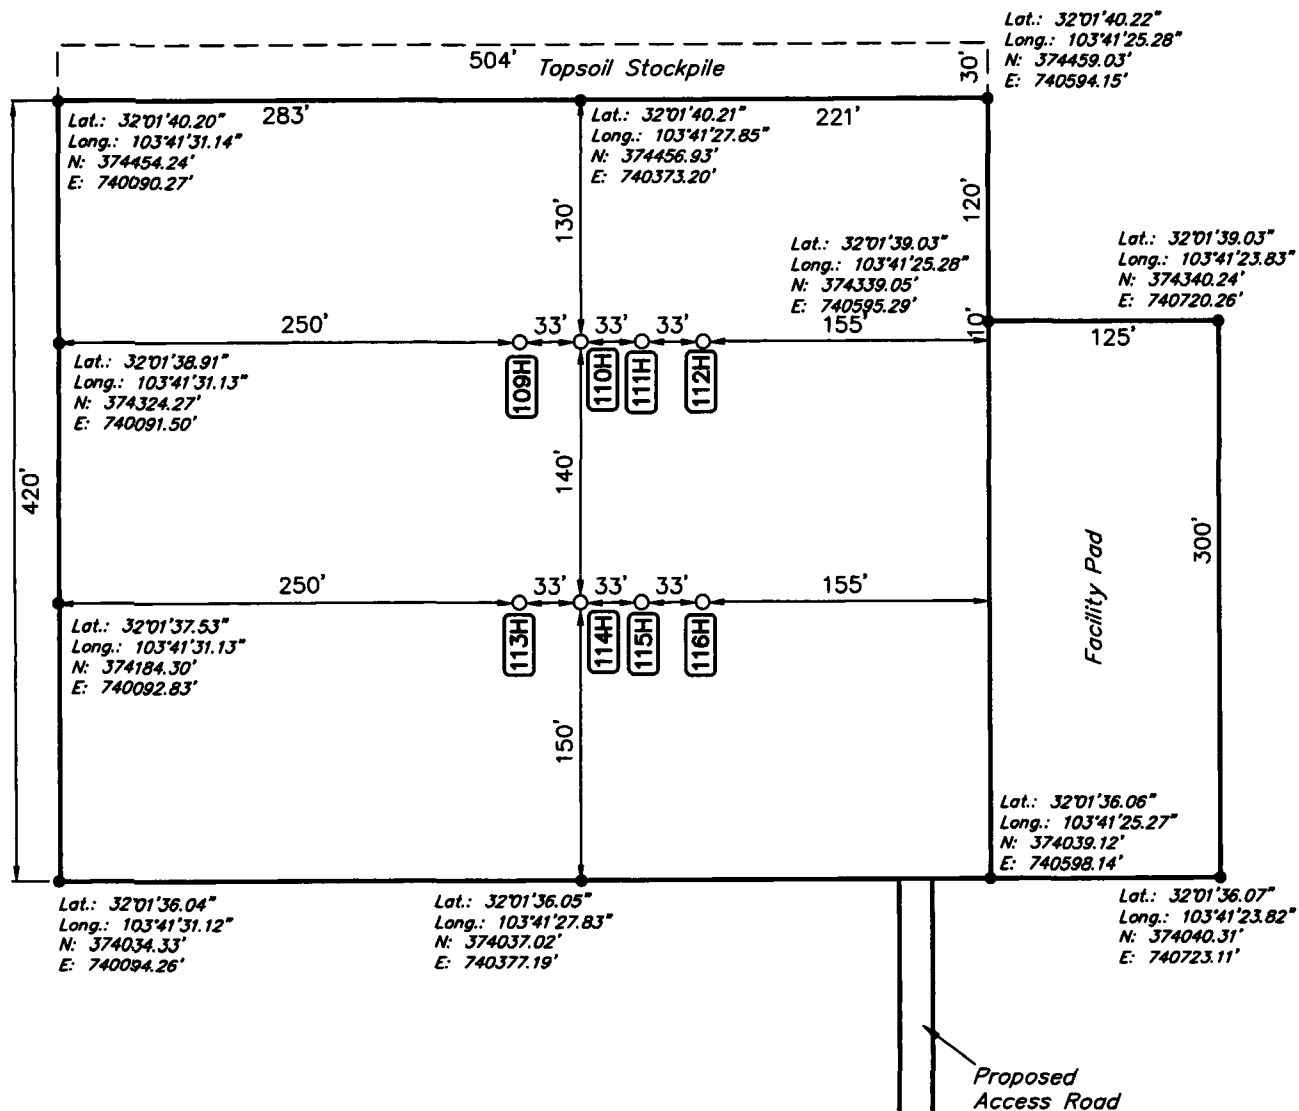 Lat.: 32°01'40.22"
Long.: 103°41'25.28"
N: 374459.03'
E: 740594.15'
504'
Topsoil Stockpile
30'
283'
221'
Lat.: 32°01'40.20"
Long.: 103°41'31.14"
N: 374454.24'
E: 740090.27'
Lat.: 32°01'40.21"
Long.: 103°41'27.85"
N: 374456.93'
E: 740373.20'
130'
120'
Lat.: 32°01'39.03"
Long.: 103°41'25.28"
N: 374339.05'
E: 740595.29'
Lat.: 32°01'39.03"
Long.: 103°41'23.83"
N: 374340.24'
E: 740720.26'
250'
33'
33'
33'
155'
10'
125'
109H
110H
111H
112H
Lat.: 32°01'38.91"
Long.: 103°41'31.13"
N: 374324.27'
E: 740091.50'
420'
140'
300'
Facility Pad
250'
33'
33'
33'
155'
113H
114H
115H
116H
Lat.: 32°01'37.53"
Long.: 103°41'31.13"
N: 374184.30'
E: 740092.83'
150'
Lat.: 32°01'36.06"
Long.: 103°41'25.27"
N: 374039.12'
E: 740598.14'
Lat.: 32°01'36.04"
Long.: 103°41'31.12"
N: 374034.33'
E: 740094.26'
Lat.: 32°01'36.05"
Long.: 103°41'27.83"
N: 374037.02'
E: 740377.19'
Lat.: 32°01'36.07"
Long.: 103°41'23.82"
N: 374040.31'
E: 740723.11'
Proposed
Access Road